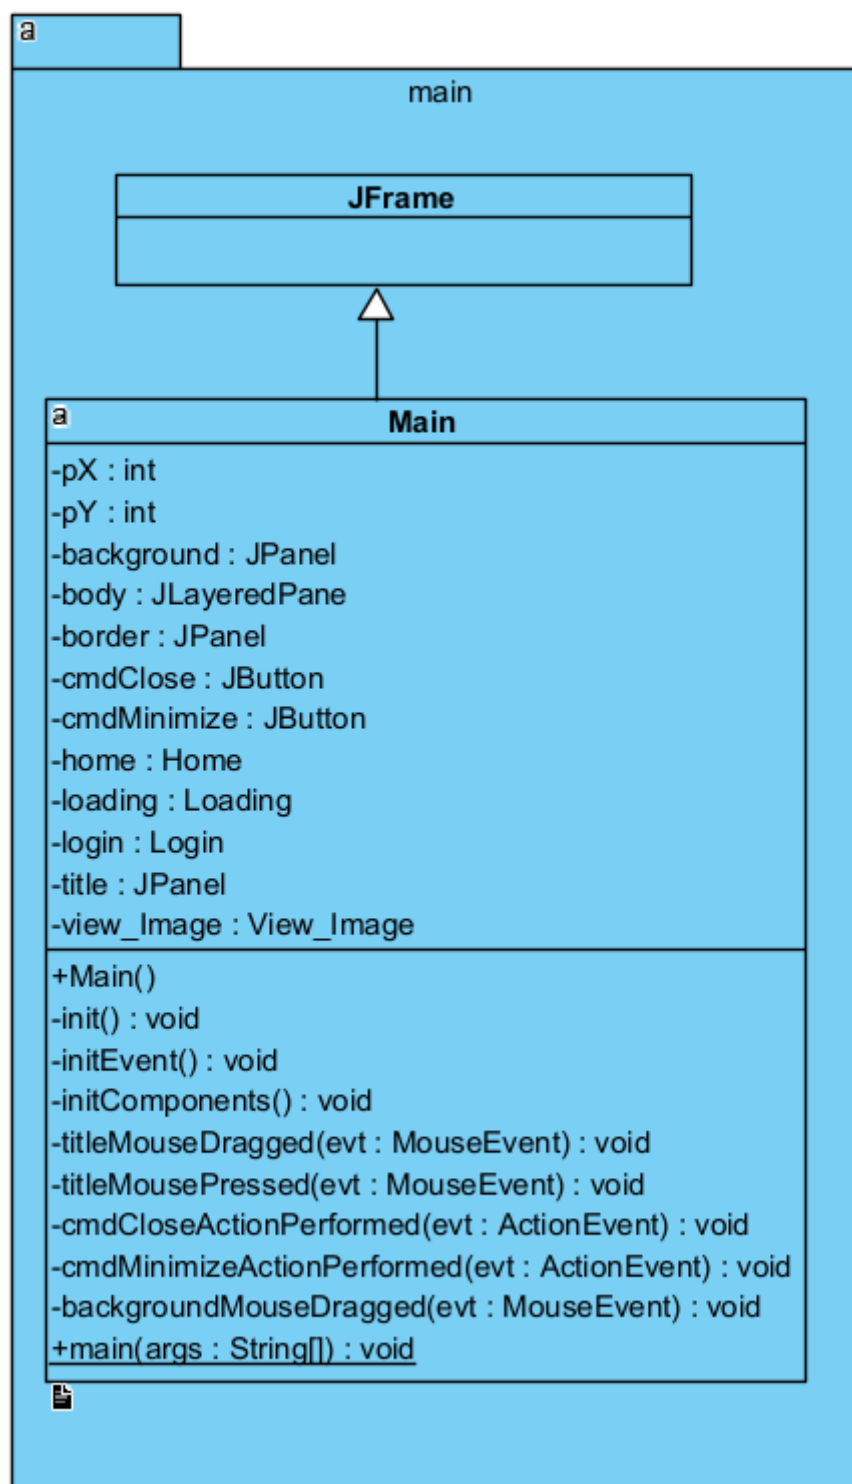 a
main
JFrame
a
Main
-pX : int
-pY : int
-background : JPanel
-body : JLayeredPane
-border : JPanel
-cmdClose : JButton
-cmdMinimize : JButton
-home : Home
-loading : Loading
-login : Login
-title : JPanel
-view_Image : View_Image
+Main()
-init() : void
-initEvent() : void
-initComponents() : void
-titleMouseDragged(evt : MouseEvent) : void
-titleMousePressed(evt : MouseEvent) : void
-cmdCloseActionPerformed(evt : ActionEvent) : void
-cmdMinimizeActionPerformed(evt : ActionEvent) : void
-backgroundMouseDragged(evt : MouseEvent) : void
+main(args : String[]) : void